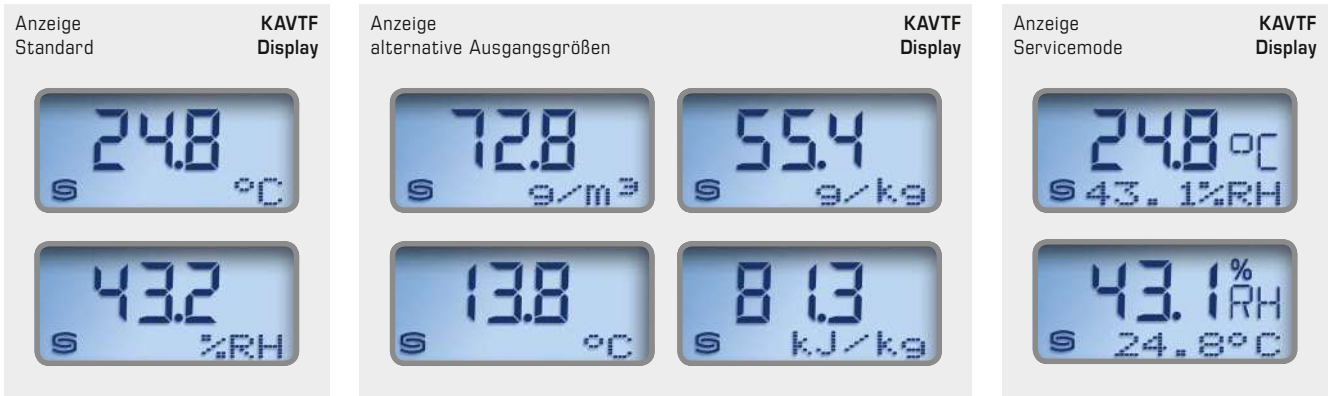 Anzeige KAVTF
Standard Display
24.8
°C
43.2
%RH
Anzeige KAVTF
alternative Ausgangsgrößen Display
72.8
g/m³
55.4
g/kg
13.8
°C
81.3
kJ/kg
Anzeige KAVTF
Servicemode Display
24.8 °C
43.1%RH
43.1 % RH
24.8°C